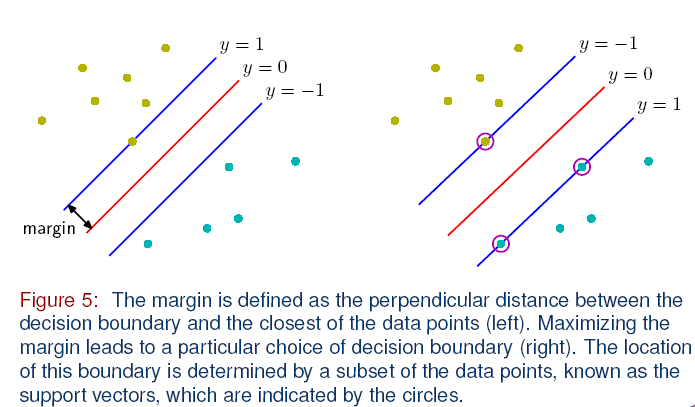 y = 1
y = 0
y = −1
margin
y = −1
y = 0
y = 1
Figure 5: The margin is defined as the perpendicular distance between the
decision boundary and the closest of the data points (left). Maximizing the
margin leads to a particular choice of decision boundary (right). The location
of this boundary is determined by a subset of the data points, known as the
support vectors, which are indicated by the circles.